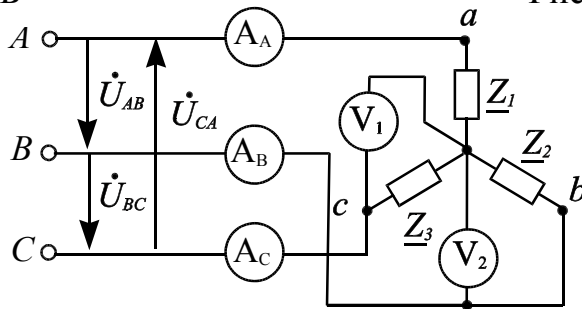 a
A A_A
U̇_AB U̇_CA V_1 Z_1
B A_B Z_2
U̇_BC c Z_3 b
C A_C V_2